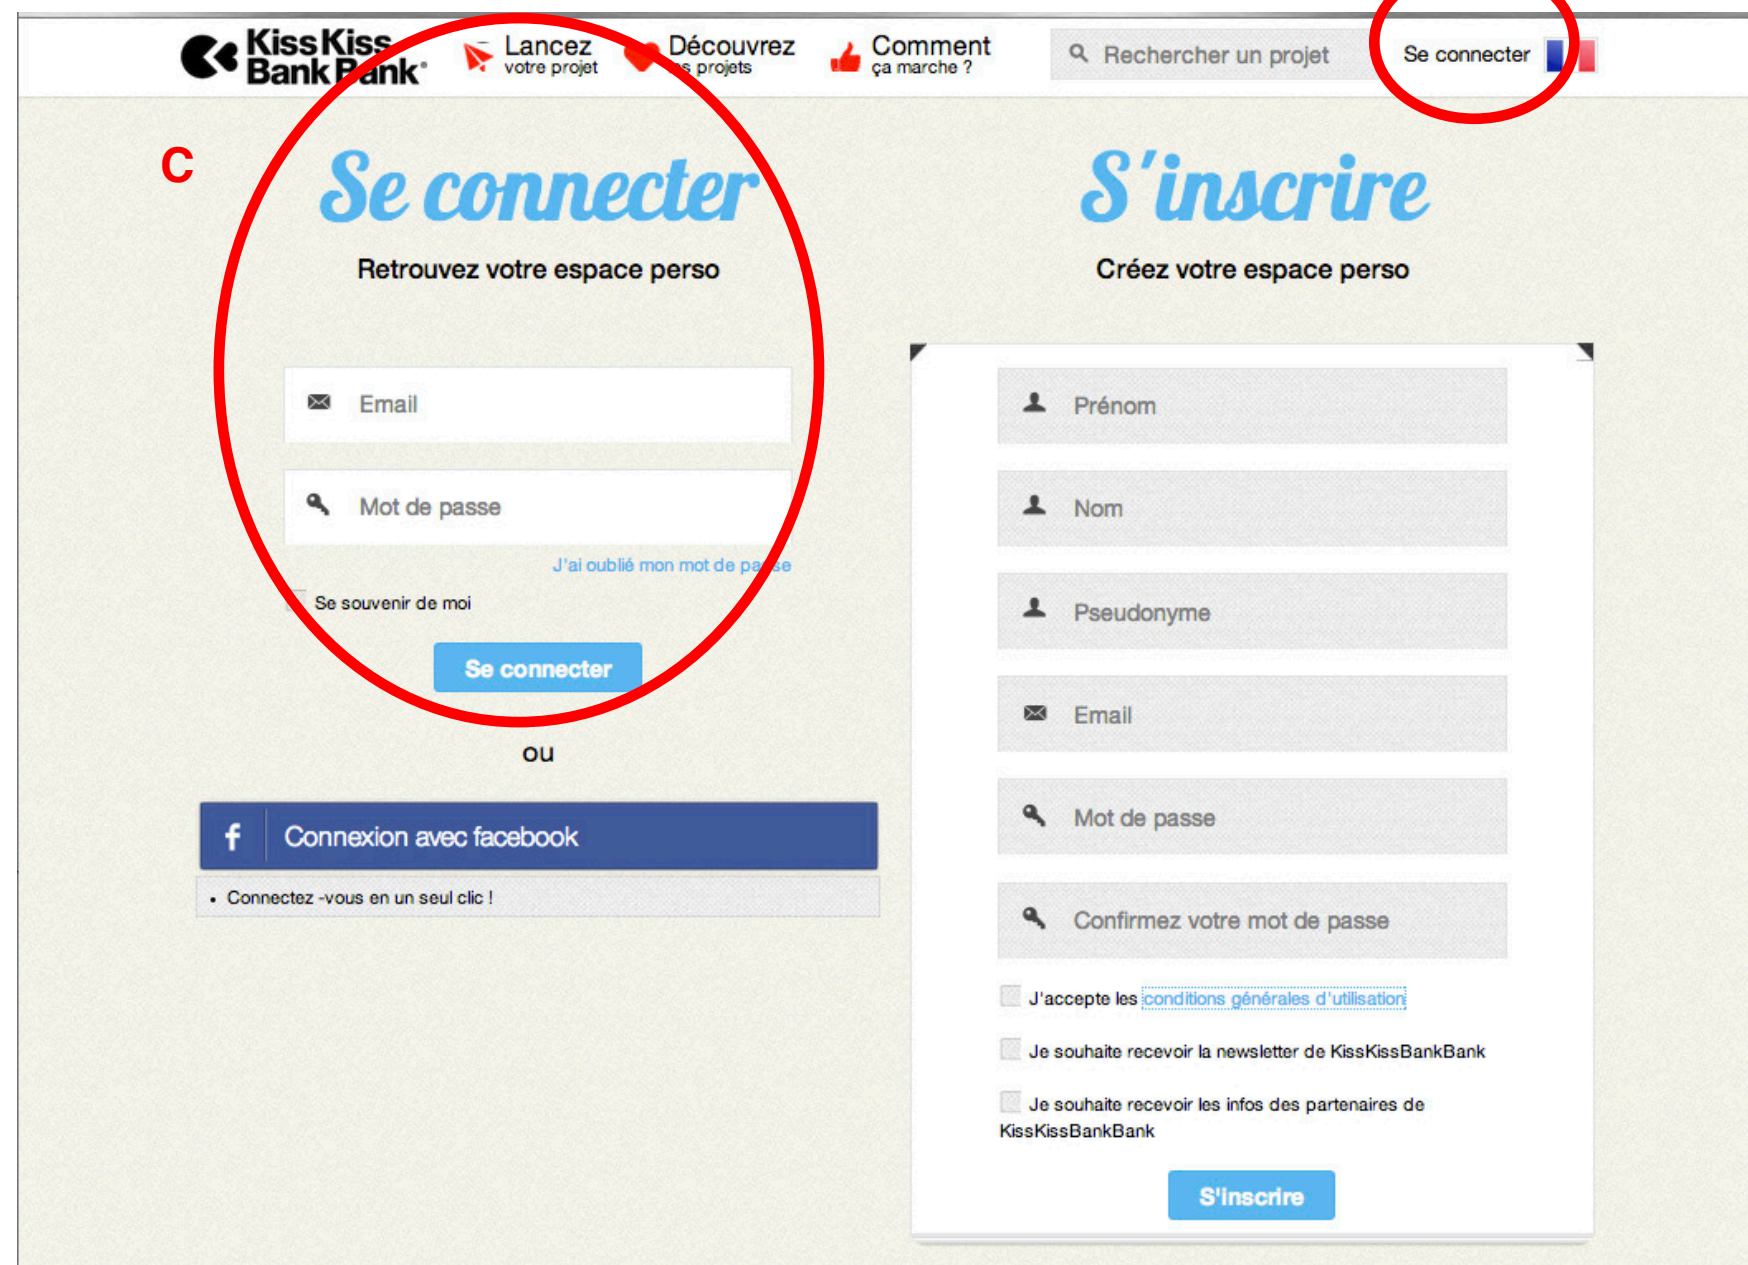 KissKiss
BankBank
Lancez
votre projet
Découvrez
les projets
Comment
ça marche ?
Rechercher un projet
Se connecter
C
Se connecter
Retrouvez votre espace perso
Email
Mot de passe
J'ai oublié mon mot de passe
Se souvenir de moi
Se connecter
ou
f Connexion avec facebook
• Connectez -vous en un seul clic !
S'inscrire
Créez votre espace perso
Prénom
Nom
Pseudonyme
Email
Mot de passe
Confirmez votre mot de passe
J'accepte les conditions générales d'utilisation
Je souhaite recevoir la newsletter de KissKissBankBank
Je souhaite recevoir les infos des partenaires de
KissKissBankBank
S'inscrire